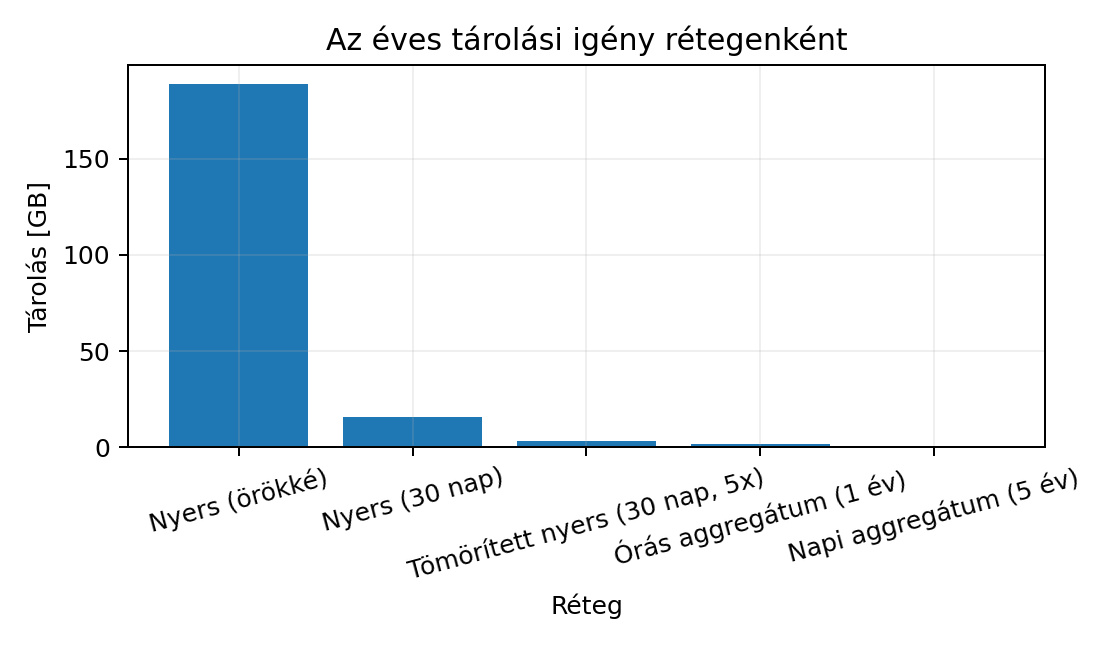 Az éves tárolási igény rétegenként
Tárolás [GB]
150
100
50
0
Nyers (örökké)
Nyers (30 nap)
Tömörített nyers (30 nap, 5x)
Órás aggregátum (1 év)
Napi aggregátum (5 év)
Réteg